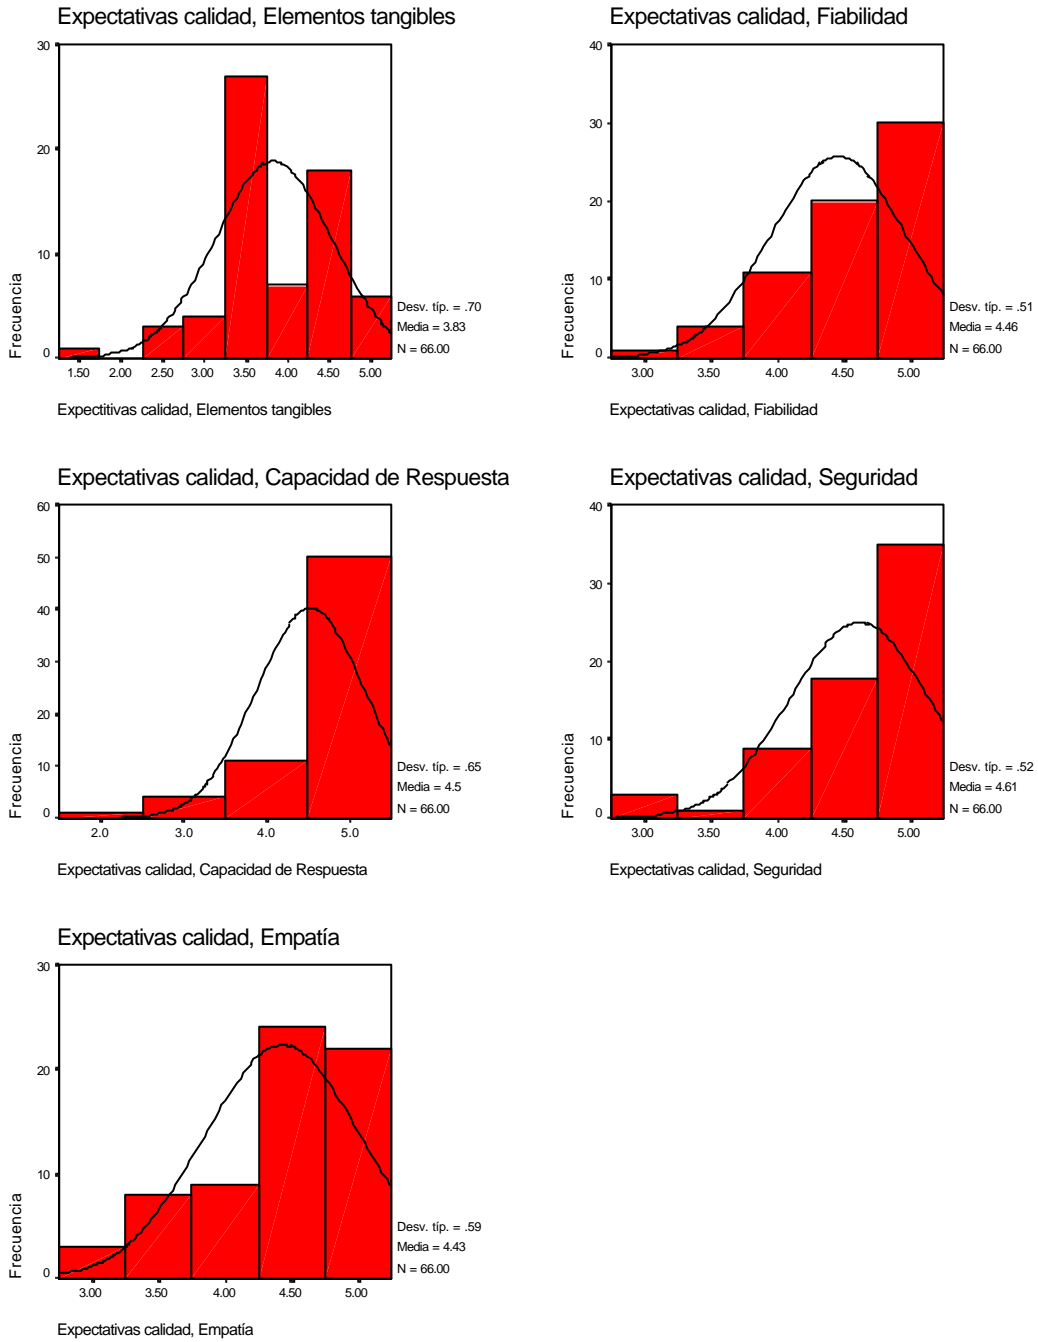 Expectativas calidad, Elementos tangibles
Frecuencia
30
20
10
0
1.50 2.00 2.50 3.00 3.50 4.00 4.50 5.00
Desv. típ. = .70
Media = 3.83
N = 66.00
Expectitivas calidad, Elementos tangibles
Expectativas calidad, Fiabilidad
Frecuencia
40
30
20
10
0
3.00 3.50 4.00 4.50 5.00
Desv. típ. = .51
Media = 4.46
N = 66.00
Expectativas calidad, Fiabilidad
Expectativas calidad, Capacidad de Respuesta
Frecuencia
60
50
40
30
20
10
0
2.0 3.0 4.0 5.0
Desv. típ. = .65
Media = 4.5
N = 66.00
Expectativas calidad, Capacidad de Respuesta
Expectativas calidad, Seguridad
Frecuencia
40
30
20
10
0
3.00 3.50 4.00 4.50 5.00
Desv. típ. = .52
Media = 4.61
N = 66.00
Expectativas calidad, Seguridad
Expectativas calidad, Empatía
Frecuencia
30
20
10
0
3.00 3.50 4.00 4.50 5.00
Desv. típ. = .59
Media = 4.43
N = 66.00
Expectativas calidad, Empatía